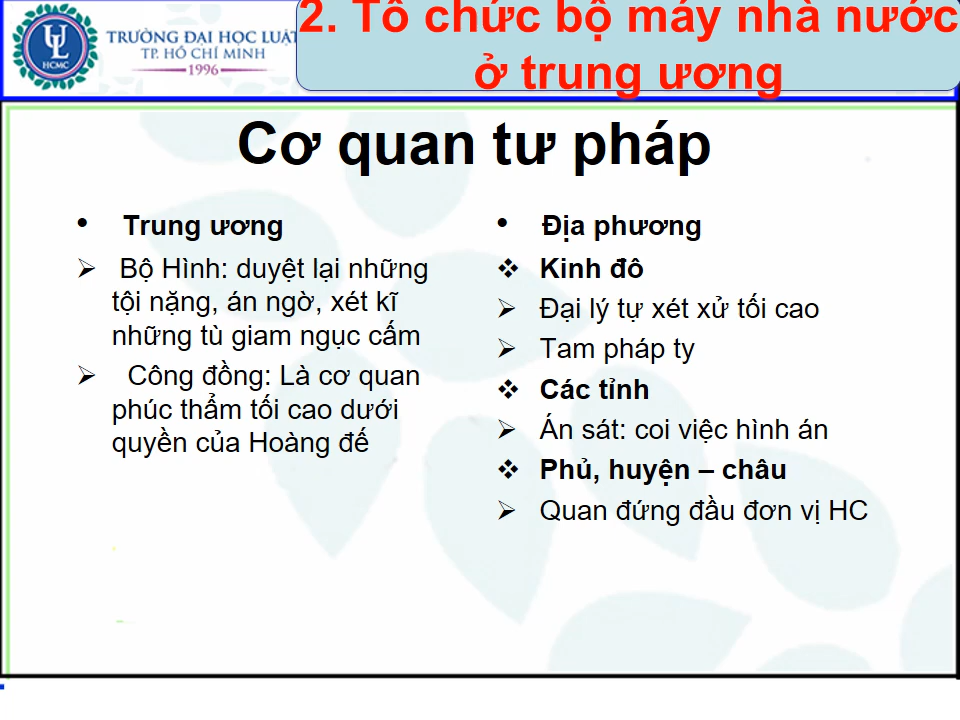 TRƯỜNG ĐẠI HỌC LUẬT
TP. HỒ CHÍ MINH
1996
HCMC
2. Tổ chức bộ máy nhà nước
ở trung ương
Cơ quan tư pháp
• Trung ương
➢ Bộ Hình: duyệt lại những
tội nặng, án ngờ, xét kĩ
những tù giam ngục cấm
➢ Công đồng: Là cơ quan
phúc thẩm tối cao dưới
quyền của Hoàng đế
• Địa phương
❖ Kinh đô
➢ Đại lý tự xét xử tối cao
➢ Tam pháp ty
❖ Các tỉnh
➢ Án sát: coi việc hình án
❖ Phủ, huyện – châu
➢ Quan đứng đầu đơn vị HC